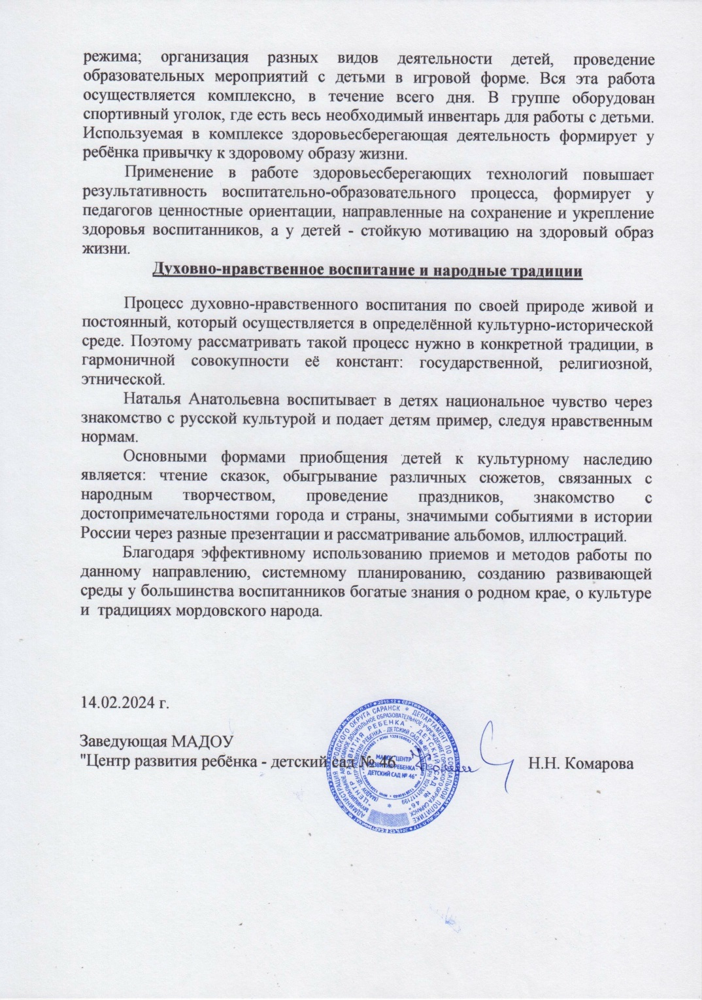 режима; организация разных видов деятельности детей, проведение
образовательных мероприятий с детьми в игровой форме. Вся эта работа
осуществляется комплексно, в течение всего дня. В группе оборудован
спортивный уголок, где есть весь необходимый инвентарь для работы с детьми.
Используемая в комплексе здоровьесберегающая деятельность формирует у
ребёнка привычку к здоровому образу жизни.
Применение в работе здоровьесберегающих технологий повышает
результативность воспитательно-образовательного процесса, формирует у
педагогов ценностные ориентации, направленные на сохранение и укрепление
здоровья воспитанников, а у детей - стойкую мотивацию на здоровый образ
жизни.
Духовно-нравственное воспитание и народные традиции
Процесс духовно-нравственного воспитания по своей природе живой и
постоянный, который осуществляется в определённой культурно-исторической
среде. Поэтому рассматривать такой процесс нужно в конкретной традиции, в
гармоничной совокупности её констант: государственной, религиозной,
этнической.
Наталья Анатольевна воспитывает в детях национальное чувство через
знакомство с русской культурой и подает детям пример, следуя нравственным
нормам.
Основными формами приобщения детей к культурному наследию
является: чтение сказок, обыгрывание различных сюжетов, связанных с
народным творчеством, проведение праздников, знакомство с
достопримечательностями города и страны, значимыми событиями в истории
России через разные презентации и рассматривание альбомов, иллюстраций.
Благодаря эффективному использованию приемов и методов работы по
данному направлению, системному планированию, созданию развивающей
среды у большинства воспитанников богатые знания о родном крае, о культуре
и традициях мордовского народа.
14.02.2024 г.
Заведующая МАДОУ
"Центр развития ребёнка - детский сад № 46
Н.Н. Комарова
МАДОУ "ЦЕНТР
РАЗВИТИЯ РЕБЕНКА -
ДЕТСКИЙ САД № 46"